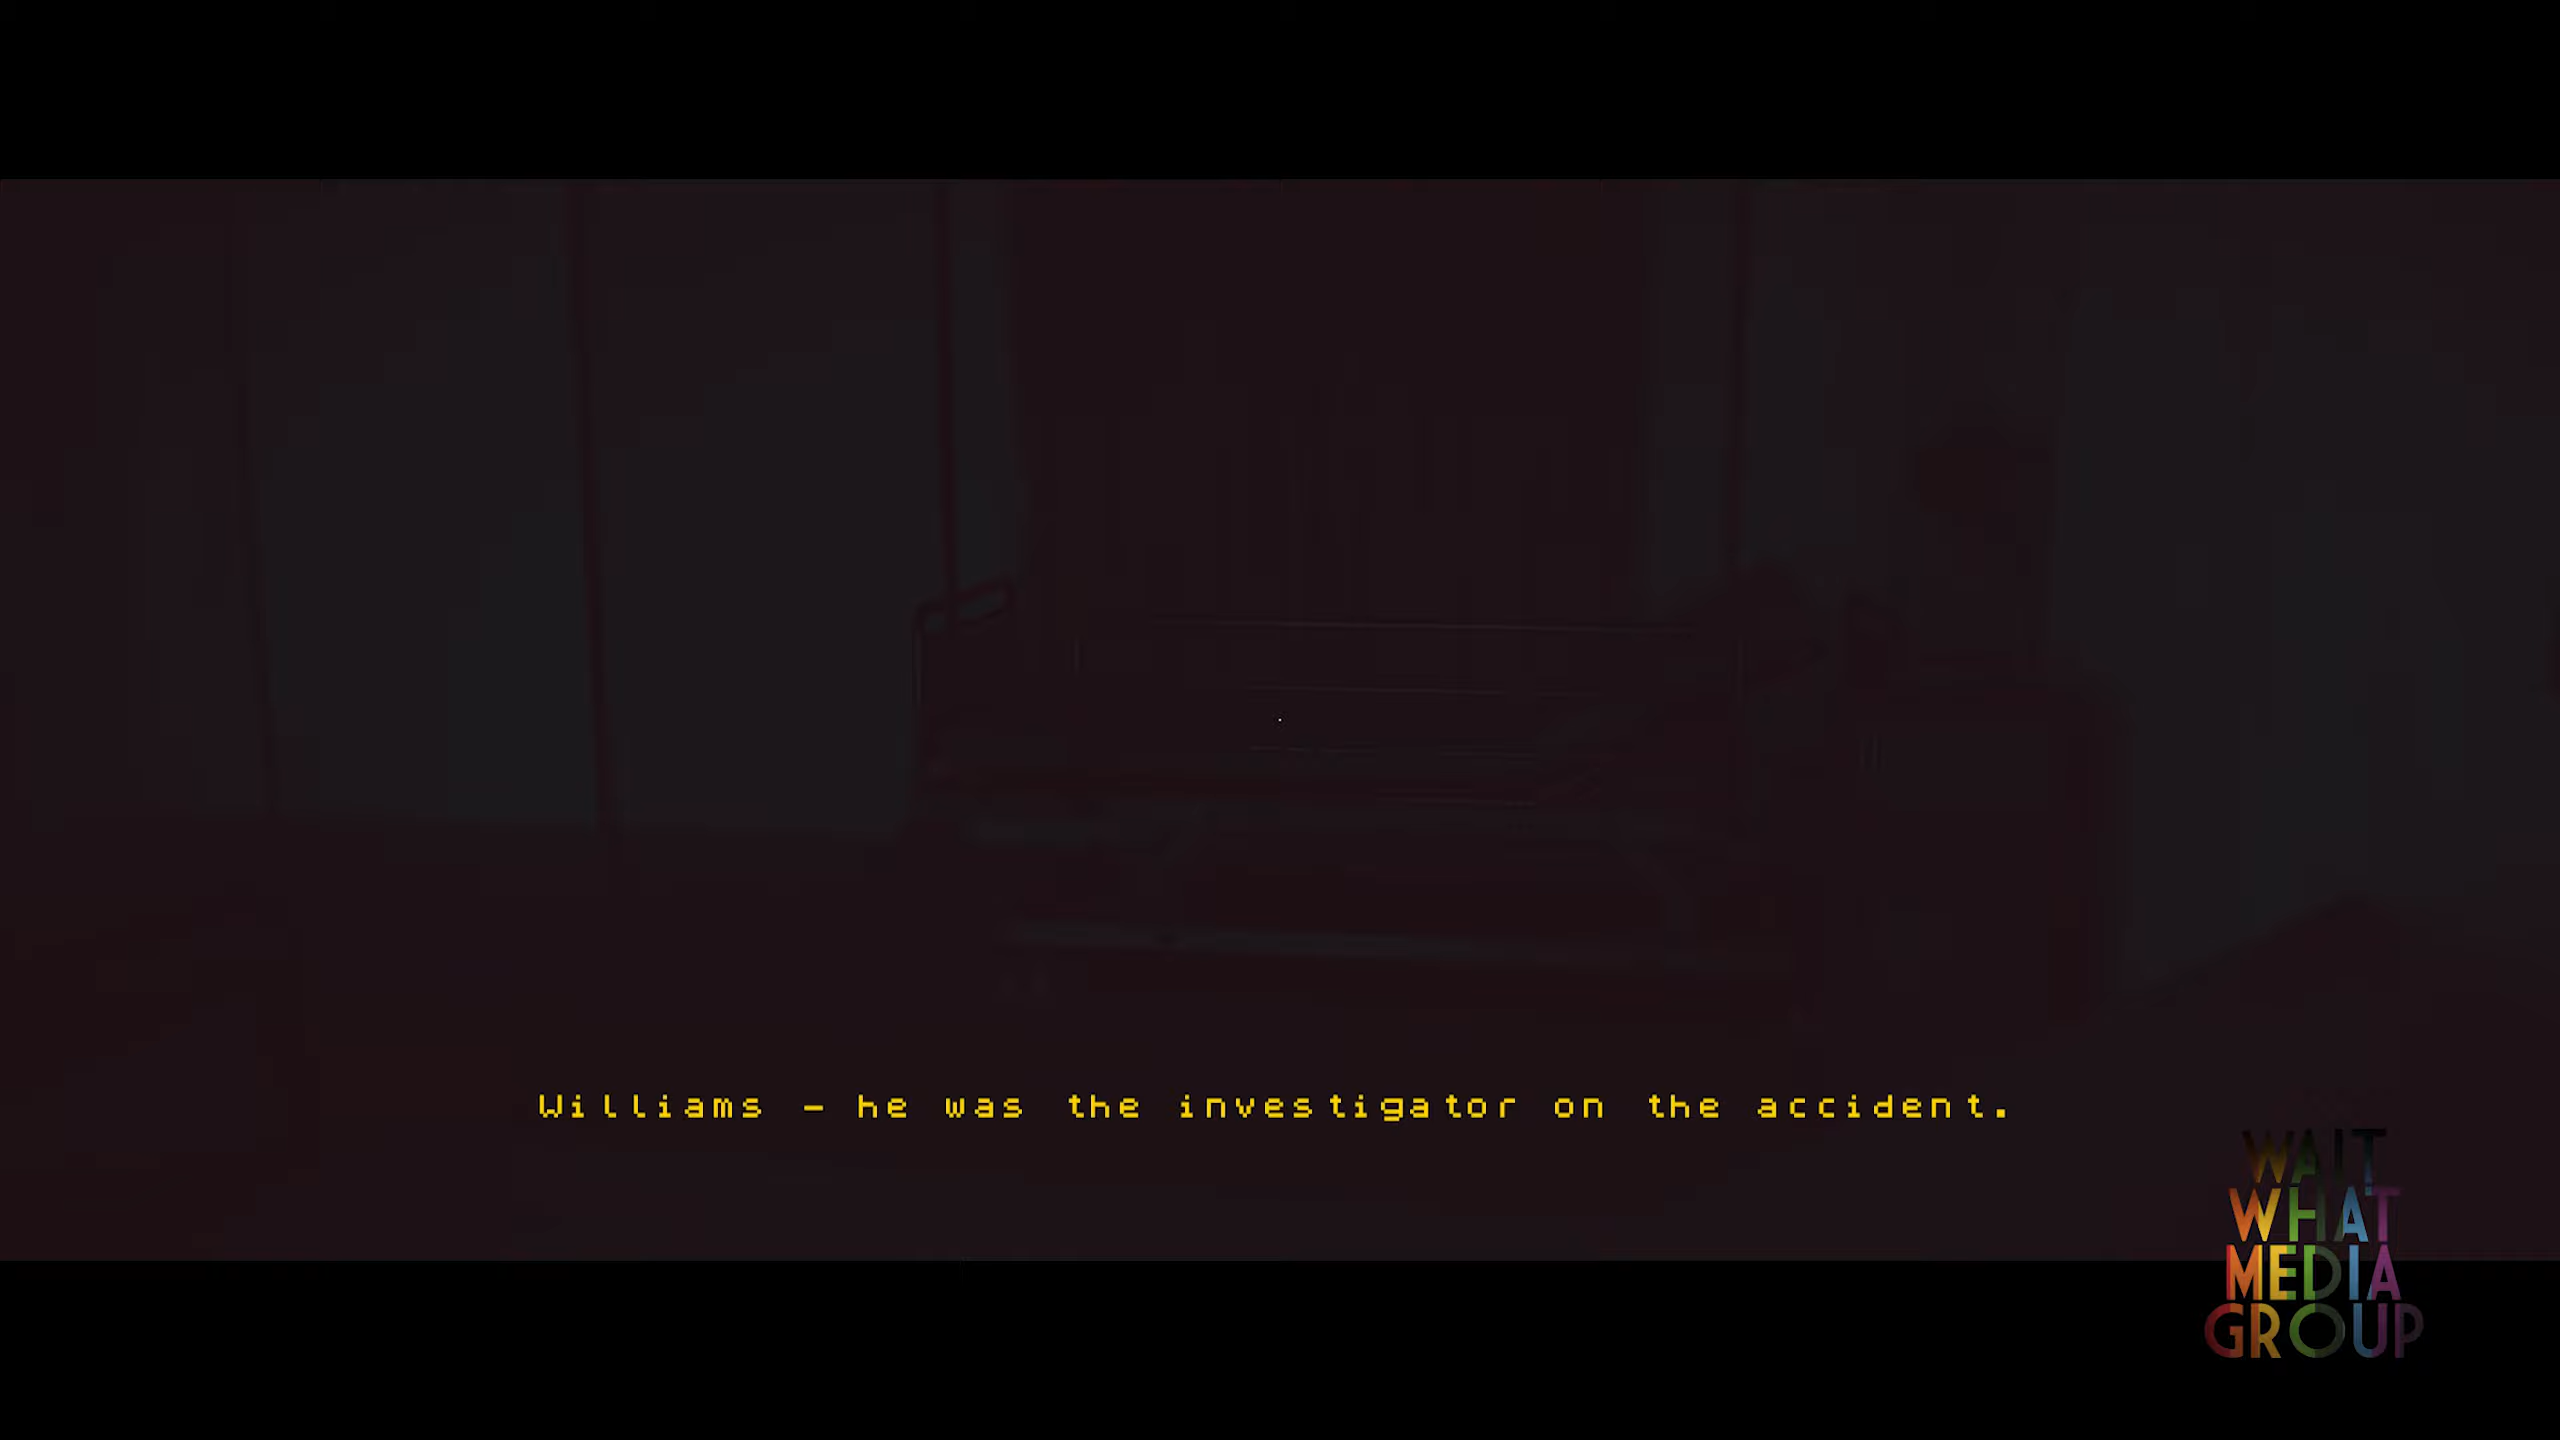 Williams – he was the investigator on the accident.
WAIT
WHAT
MEDIA
GROUP